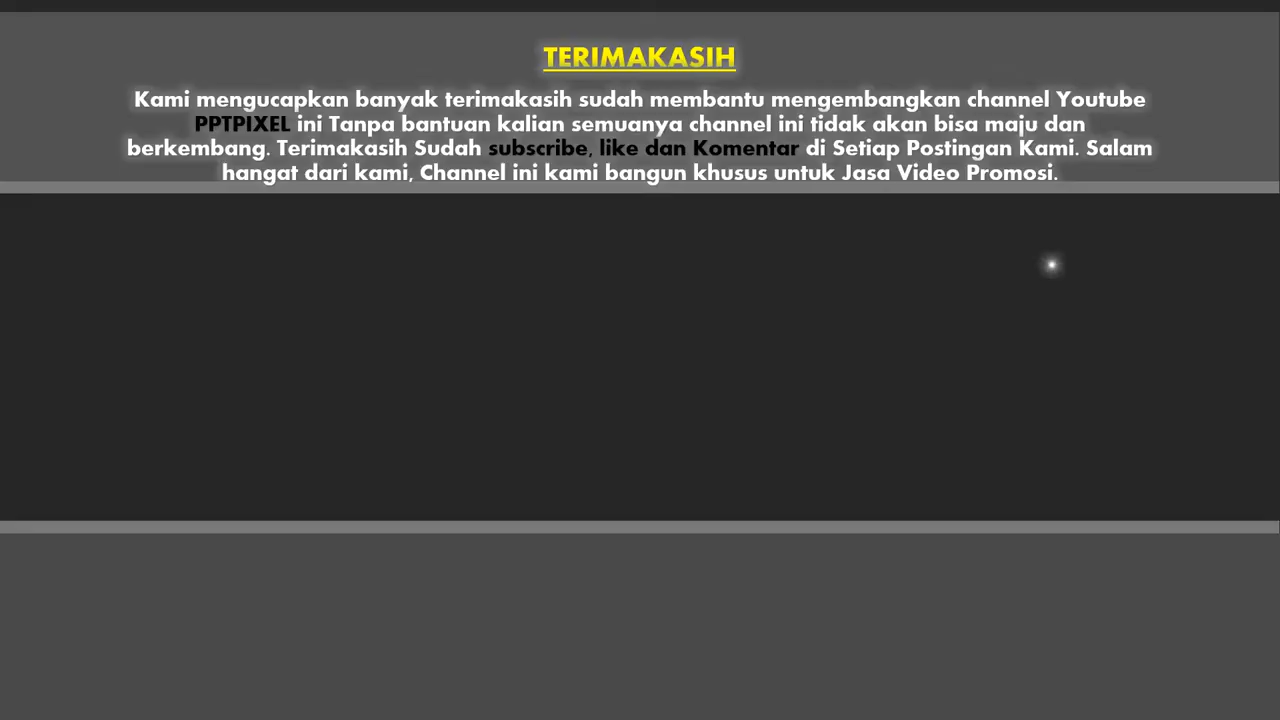 TERIMAKASIH
Kami mengucapkan banyak terimakasih sudah membantu mengembangkan channel Youtube
PPTPIXEL ini Tanpa bantuan kalian semuanya channel ini tidak akan bisa maju dan
berkembang. Terimakasih Sudah subscribe, like dan Komentar di Setiap Postingan Kami. Salam
hangat dari kami, Channel ini kami bangun khusus untuk Jasa Video Promosi.